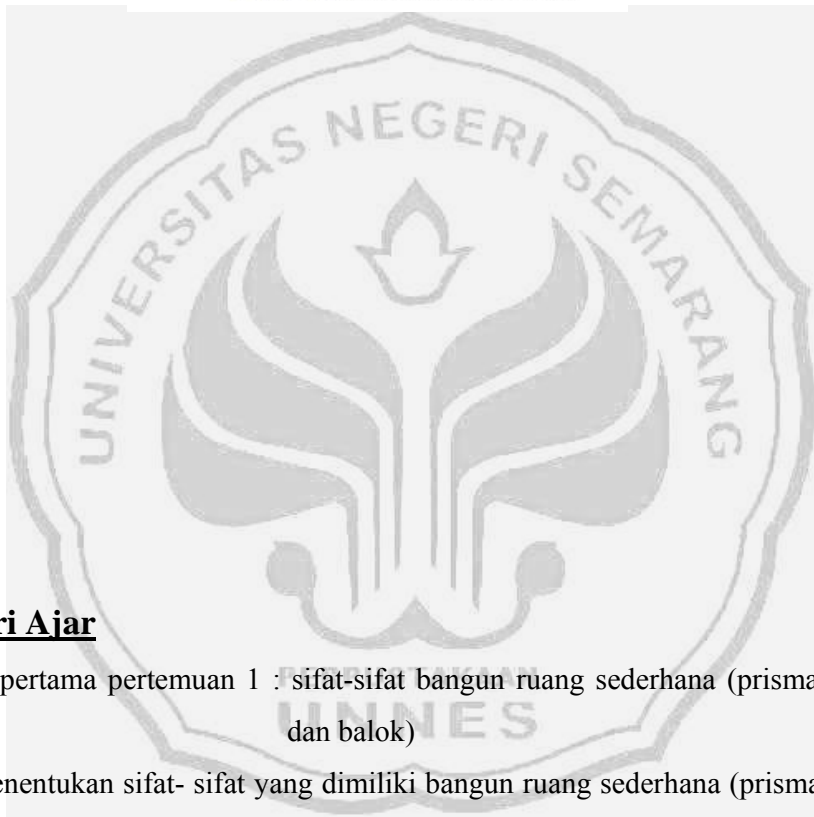 UNIVERSITAS NEGERI SEMARANG
ri Ajar
PERPUSTAKAAN
pertama pertemuan 1 : sifat-sifat bangun ruang sederhana (prisma
UNNES
dan balok)
enentukan sifat- sifat yang dimiliki bangun ruang sederhana (prisma